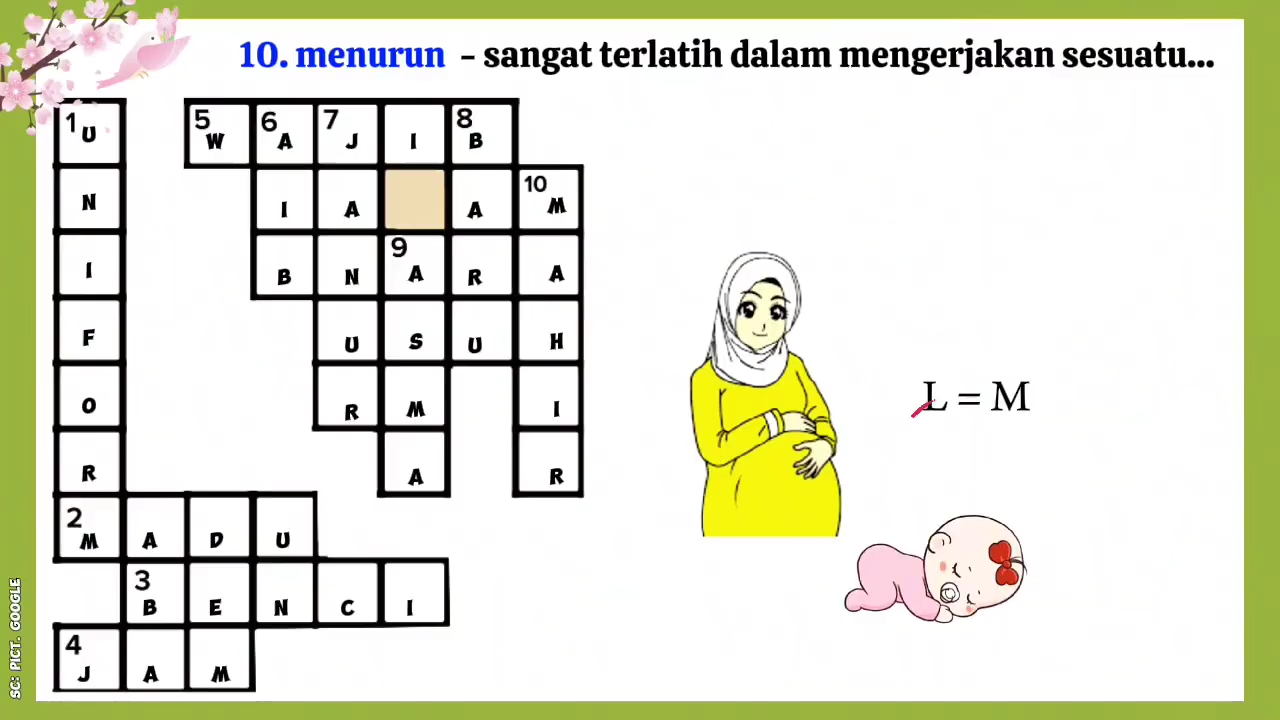 10. menurun - sangat terlatih dalam mengerjakan sesuatu...
1 U 5 W 6 A 7 J I 8 B
N I A A 10 M
I B N 9 A R A
F U S U H
O R M I
R A R
2 M A D U
3 B E N C I
4 J A M
L = M
SC: PICT. GOOGLE